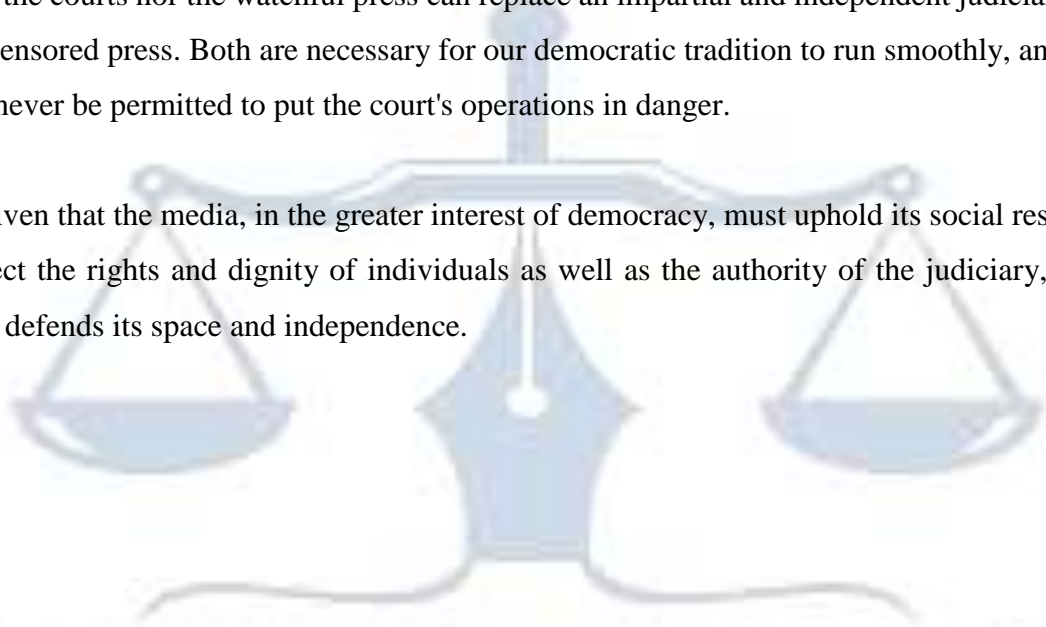 the courts nor the watchful press can replace an impartial and independent judicia
ensored press. Both are necessary for our democratic tradition to run smoothly, an
never be permitted to put the court's operations in danger.
iven that the media, in the greater interest of democracy, must uphold its social res
ect the rights and dignity of individuals as well as the authority of the judiciary,
defends its space and independence.